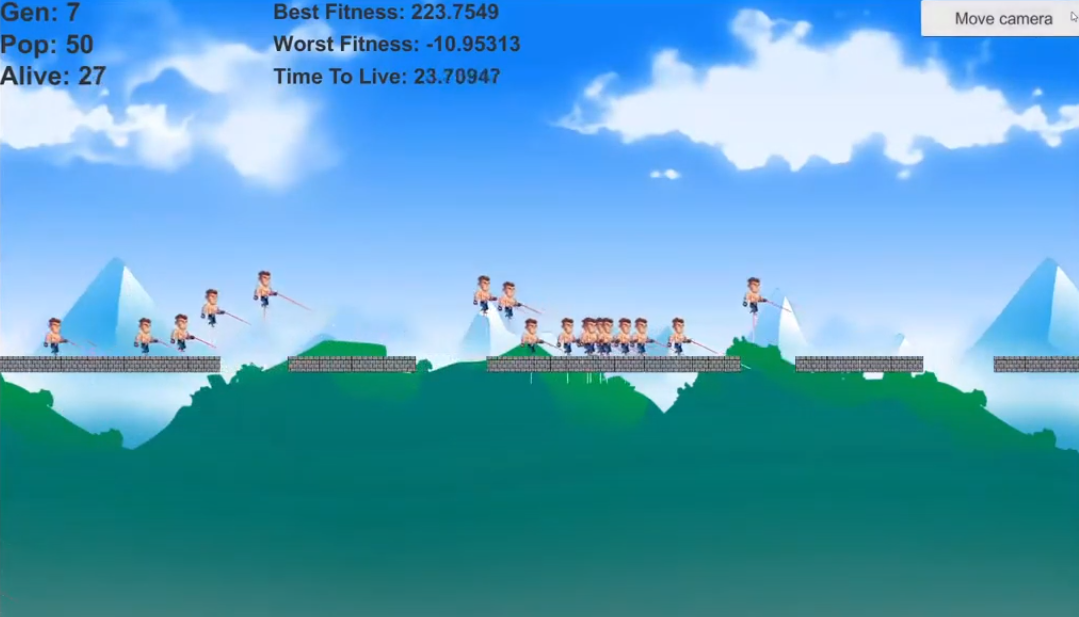 Gen: 7
Pop: 50
Alive: 27
Best Fitness: 223.7549
Worst Fitness: -10.95313
Time To Live: 23.70947
Move camera